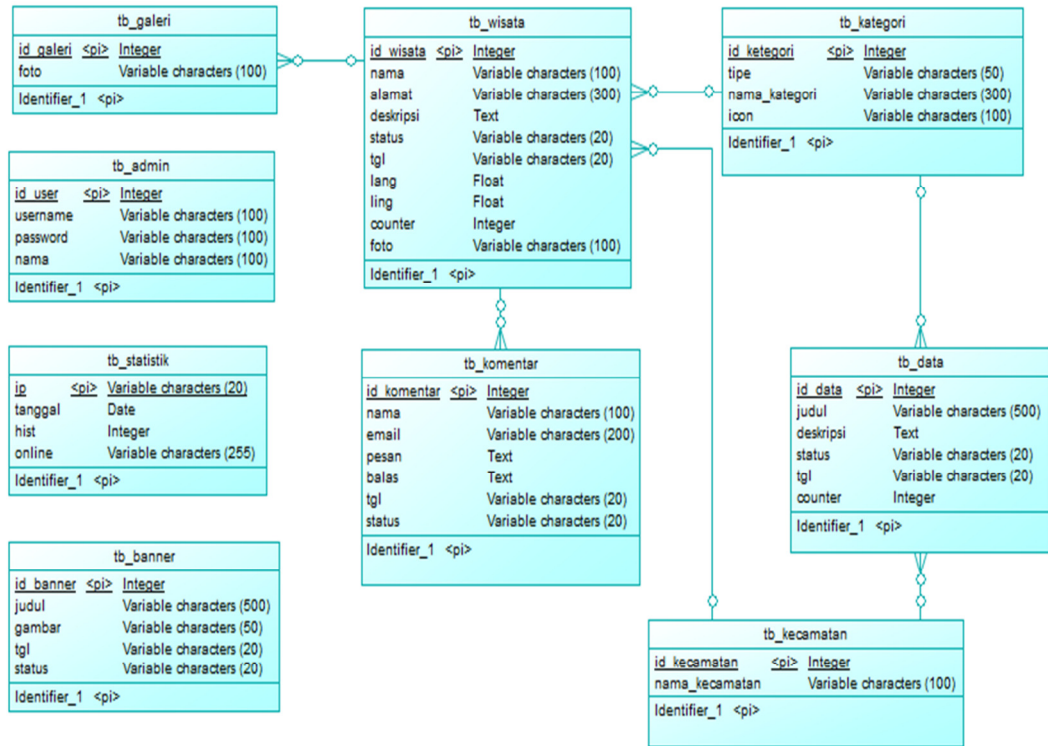 tb_galeri
id_galeri <pi> Integer
foto Variable characters (100)
Identifier_1 <pi>
tb_admin
id_user <pi> Integer
username Variable characters (100)
password Variable characters (100)
nama Variable characters (100)
Identifier_1 <pi>
tb_statistik
ip <pi> Variable characters (20)
tanggal Date
hist Integer
online Variable characters (255)
Identifier_1 <pi>
tb_banner
id_banner <pi> Integer
judul Variable characters (500)
gambar Variable characters (50)
tgl Variable characters (20)
status Variable characters (20)
Identifier_1 <pi>
tb_wisata
id_wisata <pi> Integer
nama Variable characters (100)
alamat Variable characters (300)
deskripsi Text
status Variable characters (20)
tgl Variable characters (20)
lang Float
ling Float
counter Integer
foto Variable characters (100)
Identifier_1 <pi>
tb_komentar
id_komentar <pi> Integer
nama Variable characters (100)
email Variable characters (200)
pesan Text
balas Text
tgl Variable characters (20)
status Variable characters (20)
Identifier_1 <pi>
tb_kategori
id_ketegori <pi> Integer
tipe Variable characters (50)
nama_kategori Variable characters (300)
icon Variable characters (100)
Identifier_1 <pi>
tb_data
id_data <pi> Integer
judul Variable characters (500)
deskripsi Text
status Variable characters (20)
tgl Variable characters (20)
counter Integer
Identifier_1 <pi>
tb_kecamatan
id_kecamatan <pi> Integer
nama_kecamatan Variable characters (100)
Identifier_1 <pi>